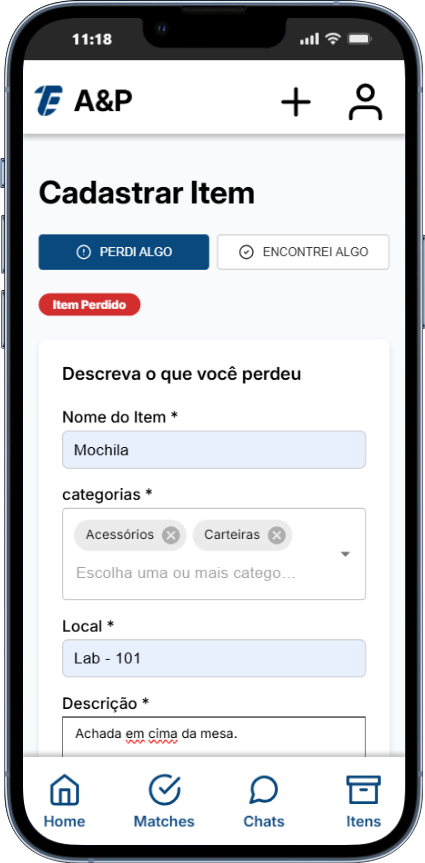 11:18
A&P
Cadastrar Item
PERDI ALGO
ENCONTREI ALGO
Item Perdido
Descreva o que você perdeu
Nome do Item *
Mochila
categorias *
Acessórios Carteiras
Escolha uma ou mais catego...
Local *
Lab - 101
Descrição *
Achada em cima da mesa.
Home Matches Chats Itens